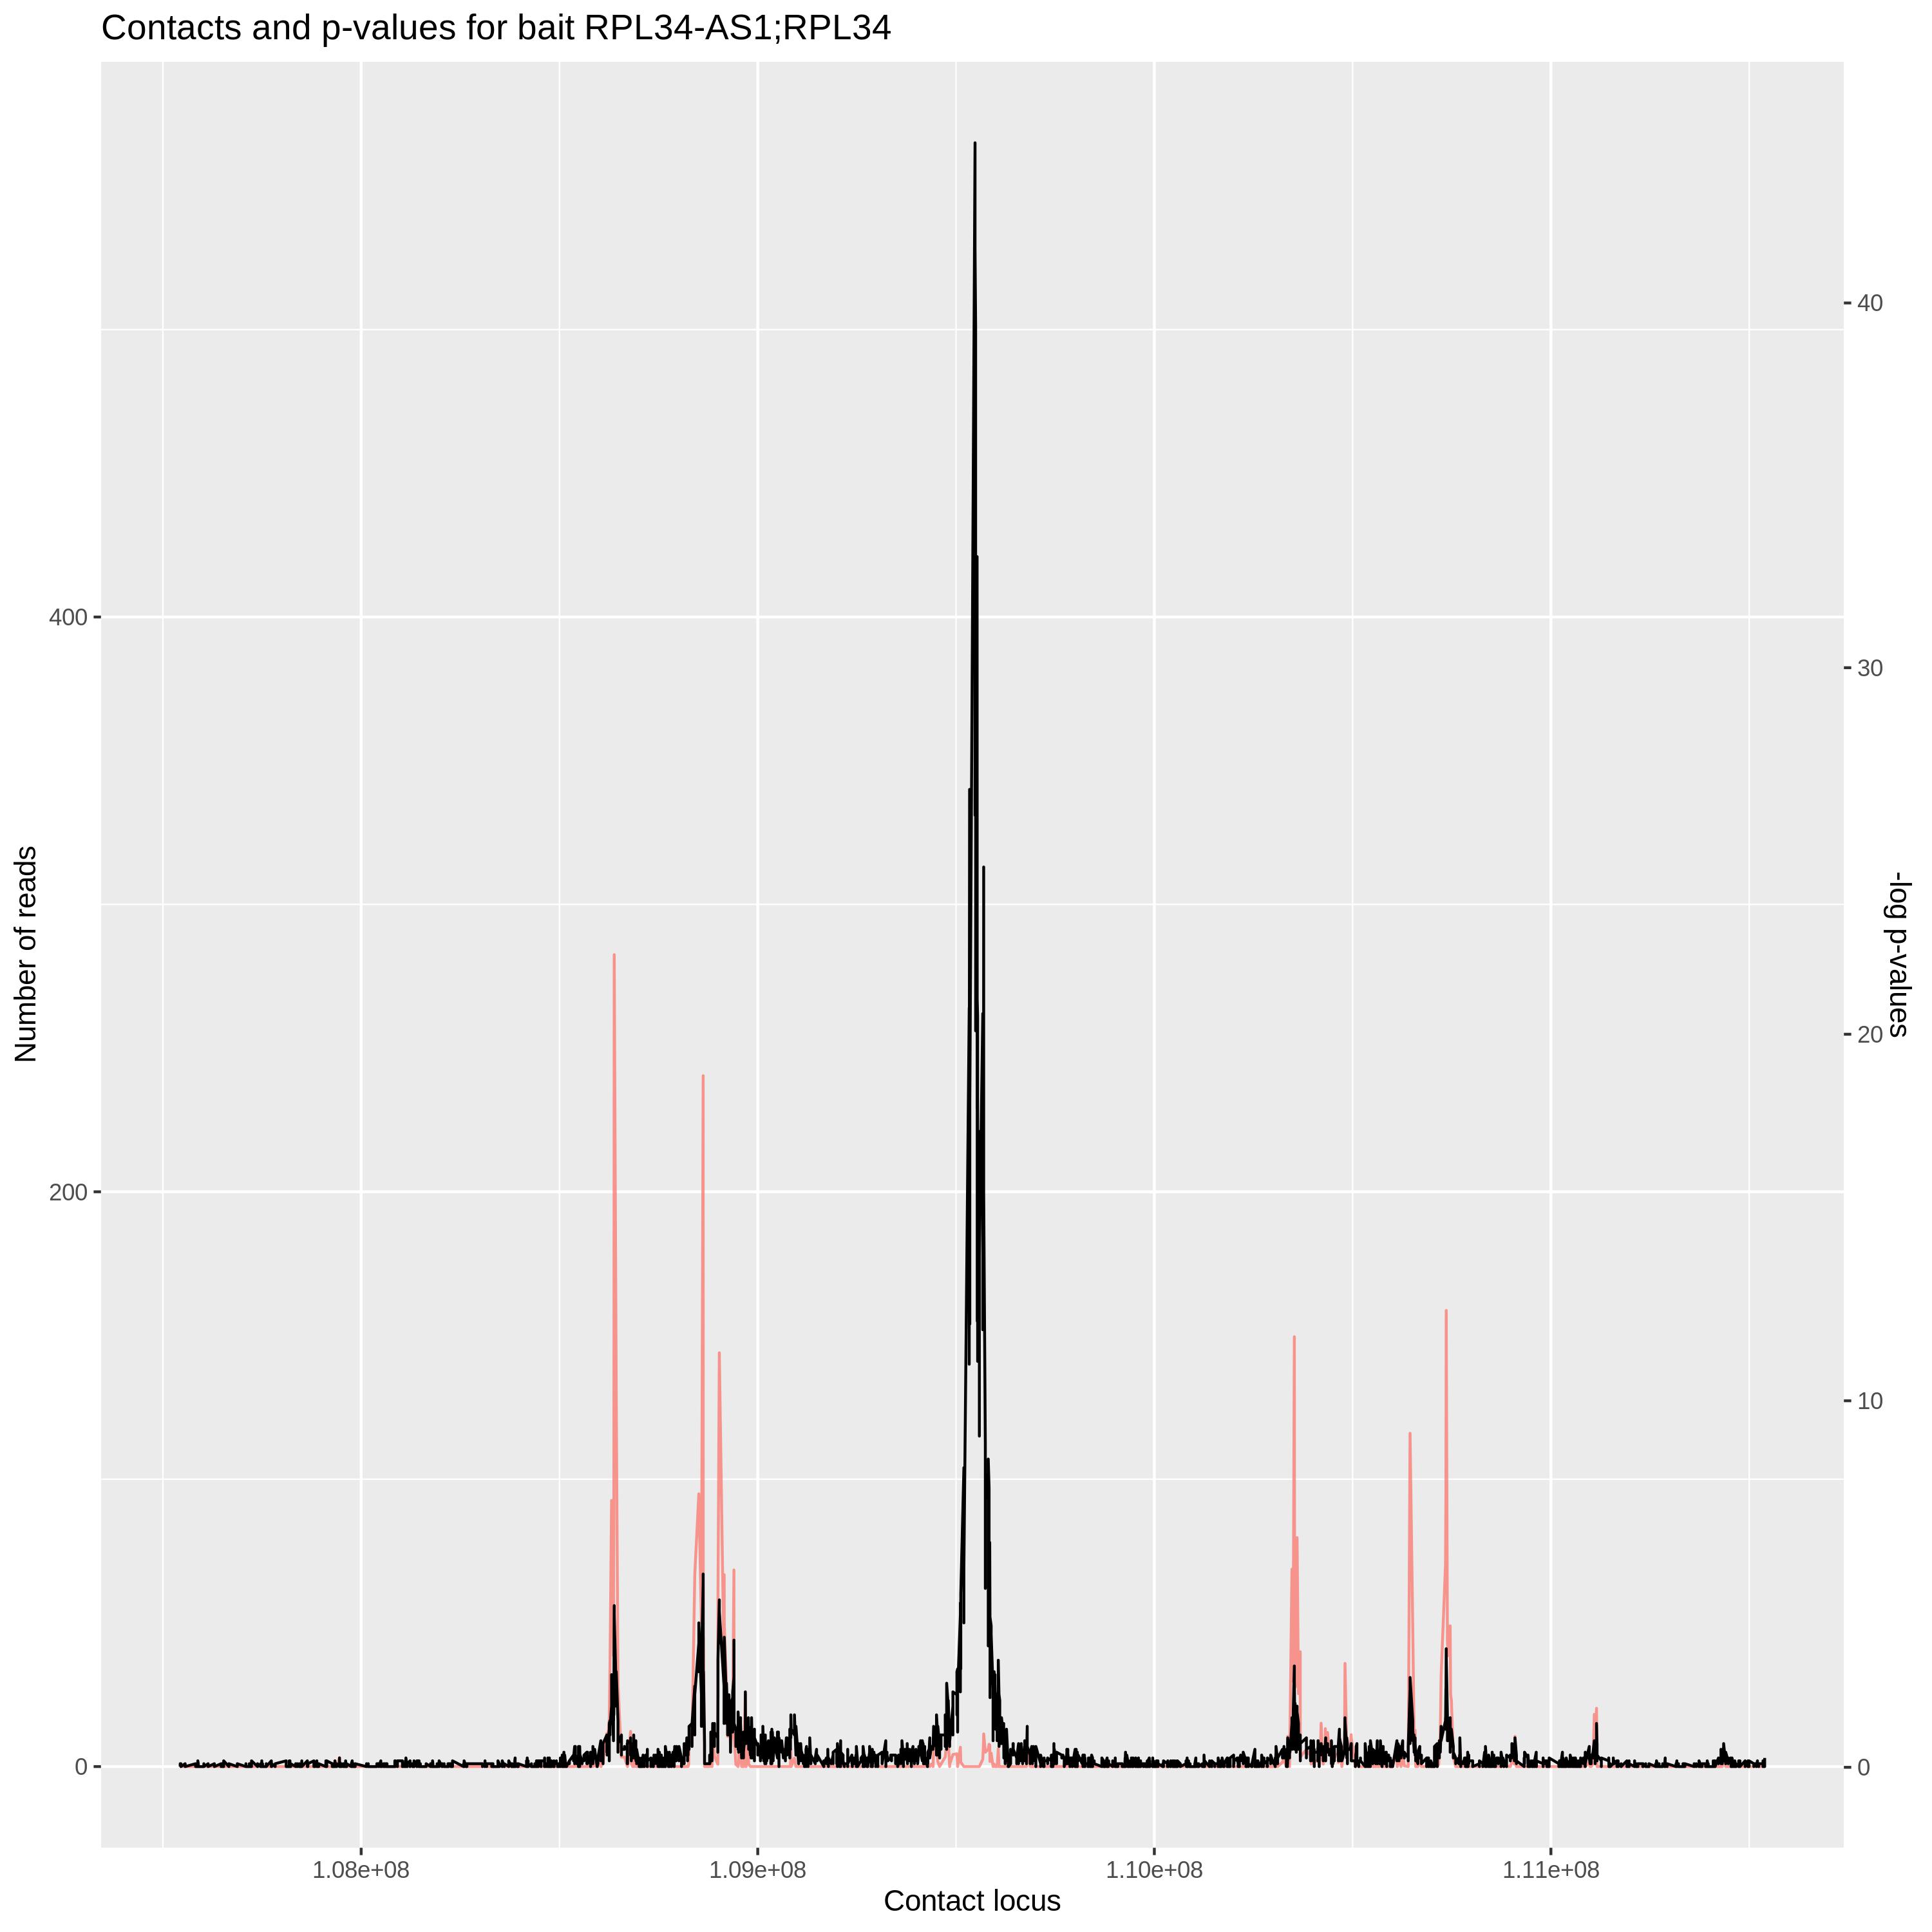 Contacts and p-values for bait RPL34-AS1;RPL34
Number of reads
400
200
0
40
30
20
10
0
-log p-values
1.08e+08
1.09e+08
1.10e+08
1.11e+08
Contact locus